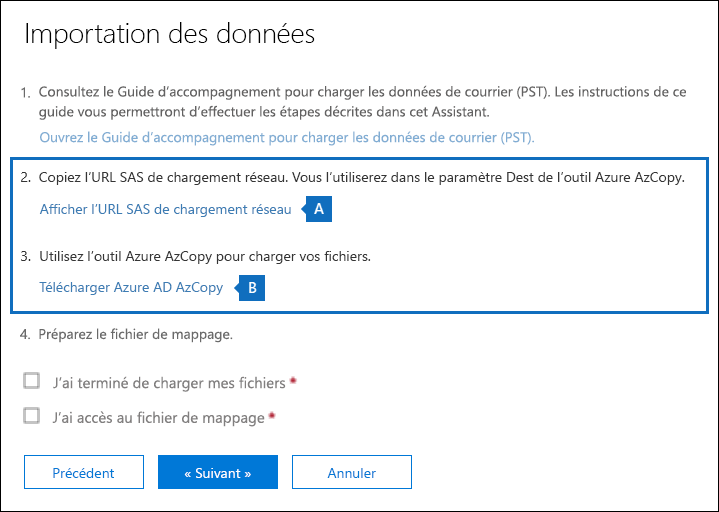 Importation des données
1. Consultez le Guide d’accompagnement pour charger les données de courrier (PST). Les instructions de ce
guide vous permettront d’effectuer les étapes décrites dans cet Assistant.
Ouvrez le Guide d’accompagnement pour charger les données de courrier (PST).
2. Copiez l’URL SAS de chargement réseau. Vous l’utiliserez dans le paramètre Dest de l’outil Azure AzCopy.
Afficher l’URL SAS de chargement réseau A
3. Utilisez l’outil Azure AzCopy pour charger vos fichiers.
Télécharger Azure AD AzCopy B
4. Préparez le fichier de mappage.
J’ai terminé de charger mes fichiers *
J’ai accès au fichier de mappage *
Précédent « Suivant » Annuler